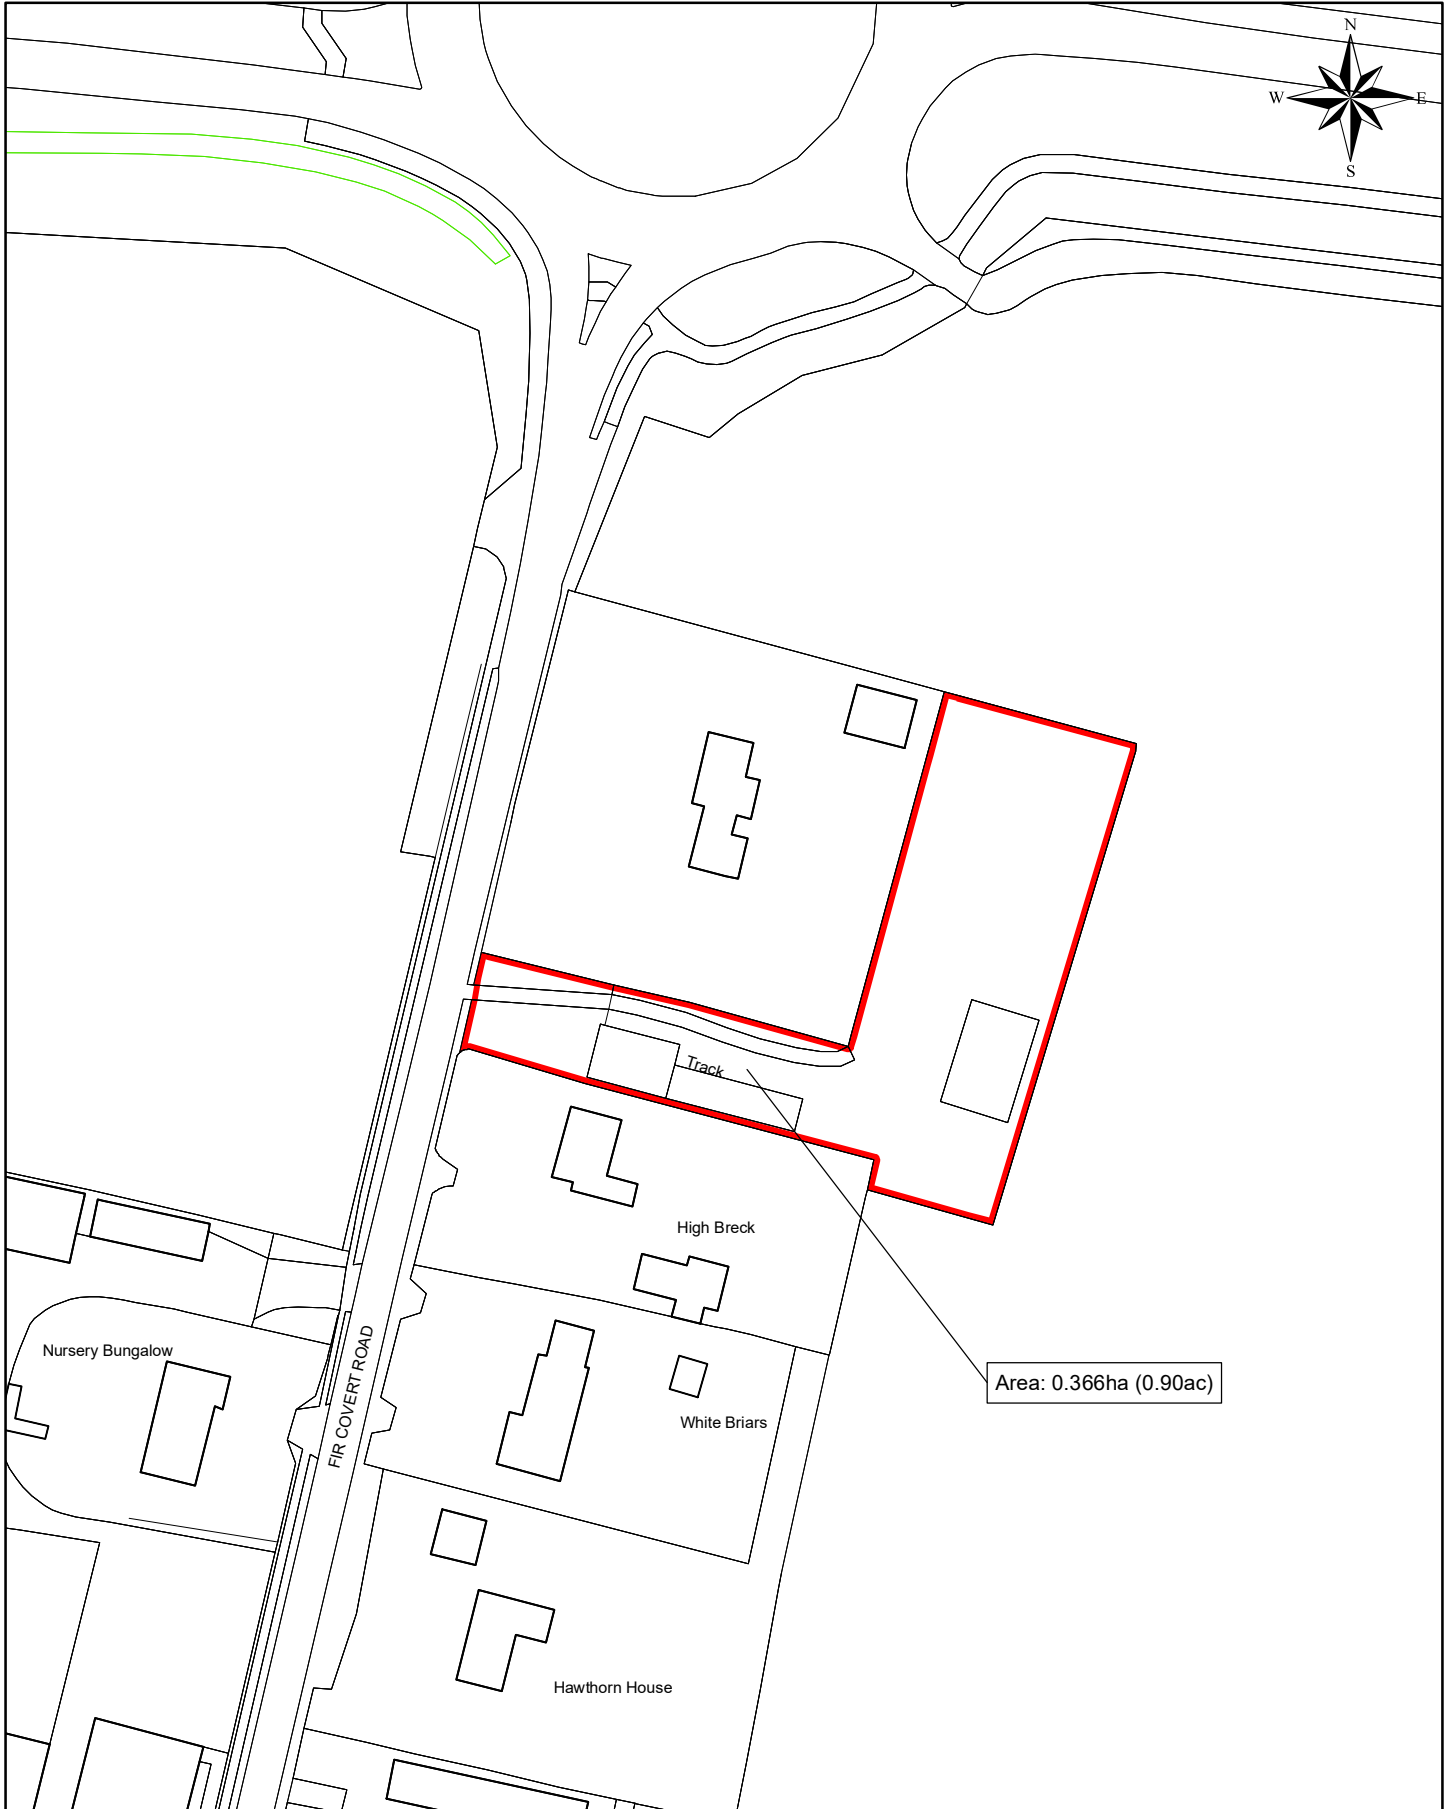 N
W
E
S
Track
High Breck
Nursery Bungalow
FIR COVERT ROAD
Area: 0.366ha (0.90ac)
White Briars
Hawthorn House